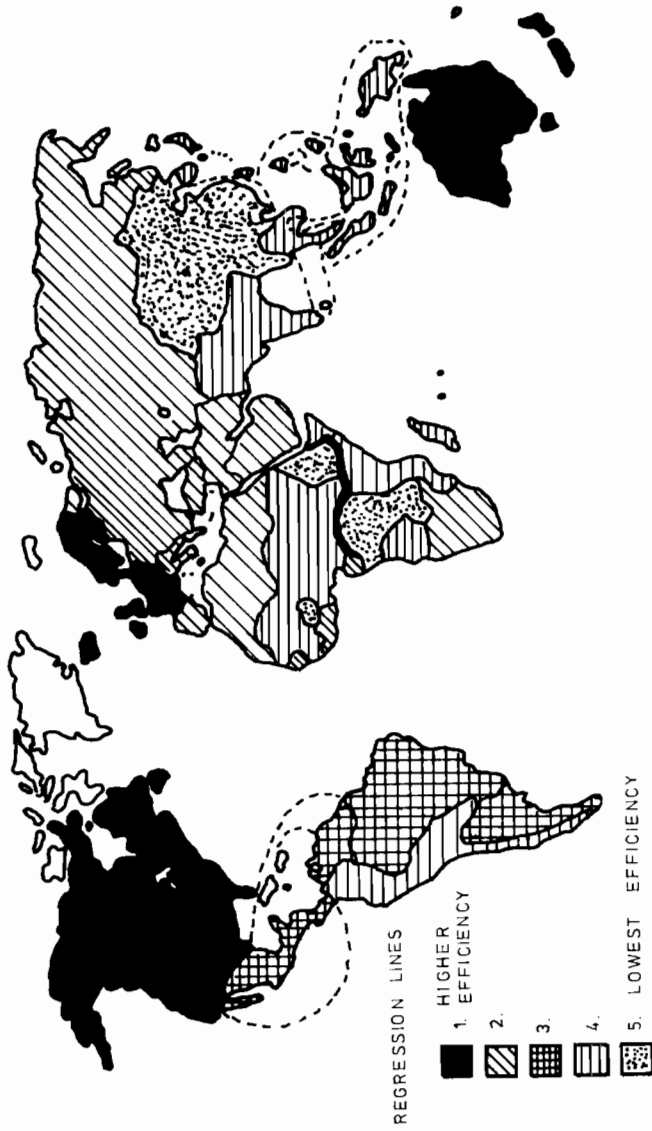 REGRESSION LINES
HIGHER
1. EFFICIENCY
2.
3.
4.
5. LOWEST EFFICIENCY